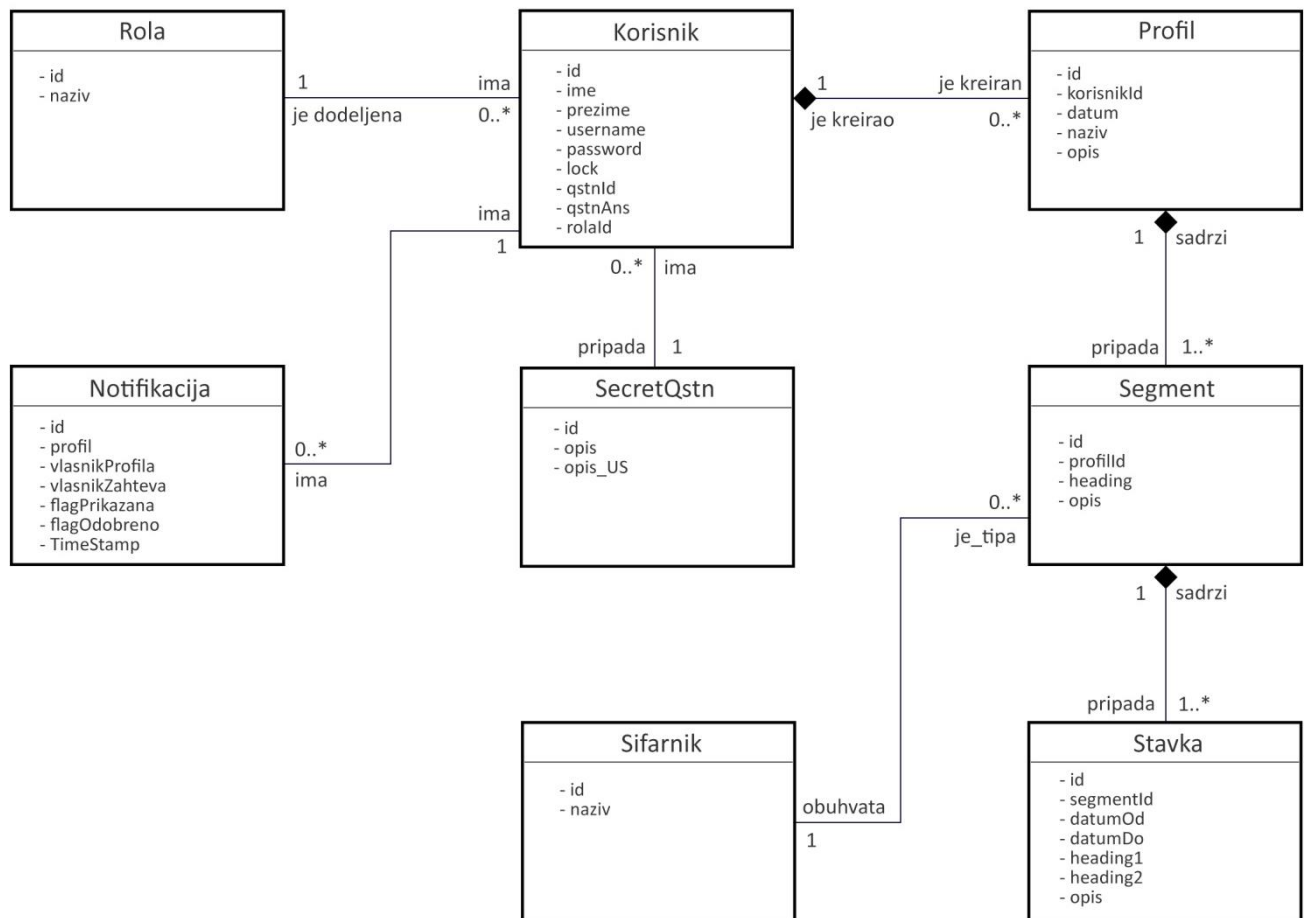 Rola
- id
- naziv
1
je dodeljena
ima
0..*
Korisnik
- id
- ime
- prezime
- username
- password
- lock
- qstnId
- qstnAns
- rolaId
1
je kreirao
je kreiran
0..*
Profil
- id
- korisnikId
- datum
- naziv
- opis
ima
1
0..*
ima
pripada
1
1
sadrzi
pripada
1..*
Notifikacija
- id
- profil
- vlasnikProfila
- vlasnikZahteva
- flagPrikazana
- flagOdobreno
- TimeStamp
0..*
ima
SecretQstn
- id
- opis
- opis_US
Segment
- id
- profilId
- heading
- opis
0..*
je_tipa
1
sadrzi
pripada
1..*
Sifarnik
- id
- naziv
obuhvata
1
Stavka
- id
- segmentId
- datumOd
- datumDo
- heading1
- heading2
- opis